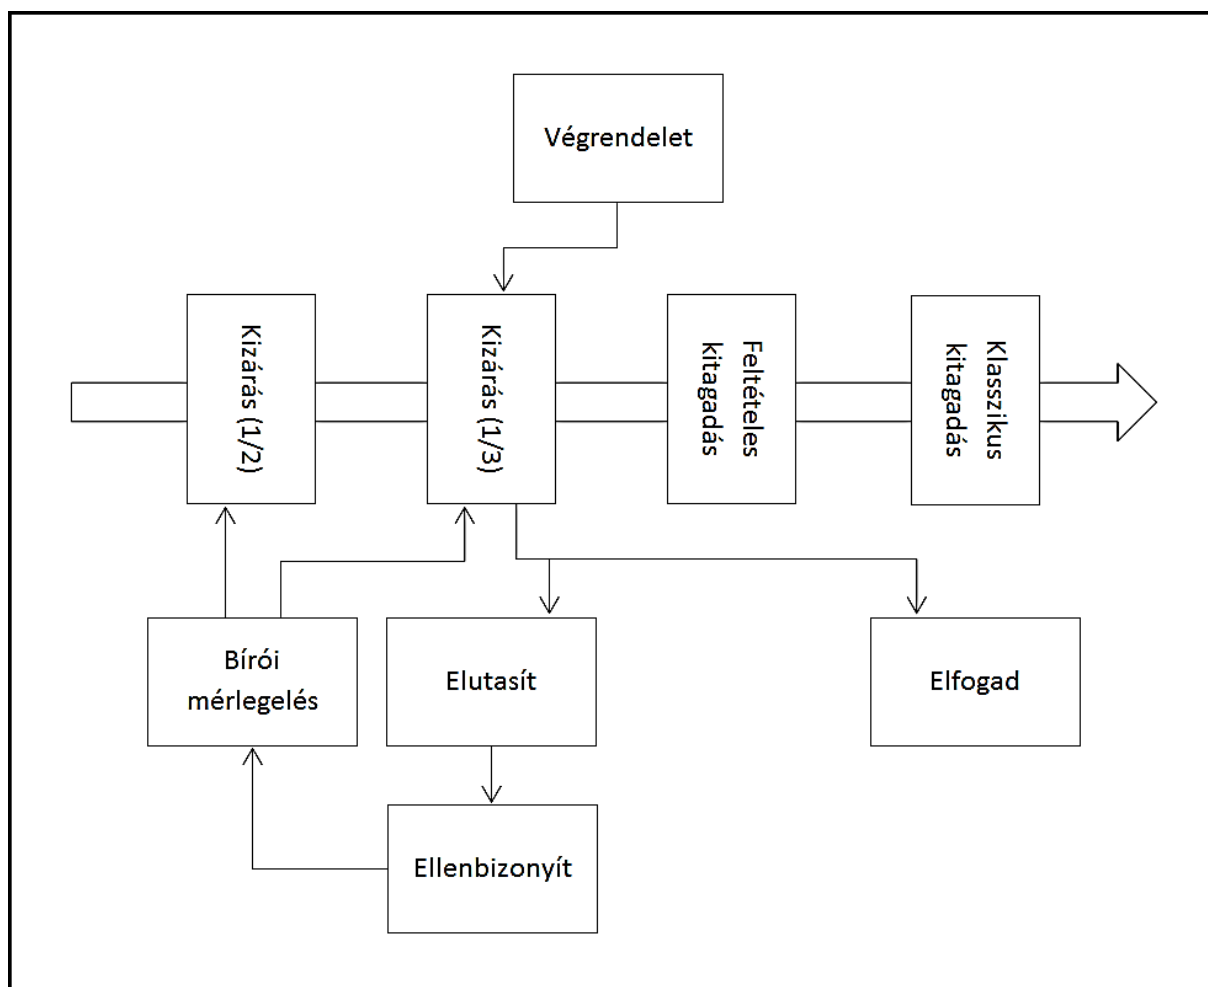 Végrendelet
Kizárás (1/2)
Kizárás (1/3)
Feltételes
kitagadás
Klasszikus
kitagadás
Bírói
mérlegelés
Elutasít
Elfogad
Ellenbizonyít